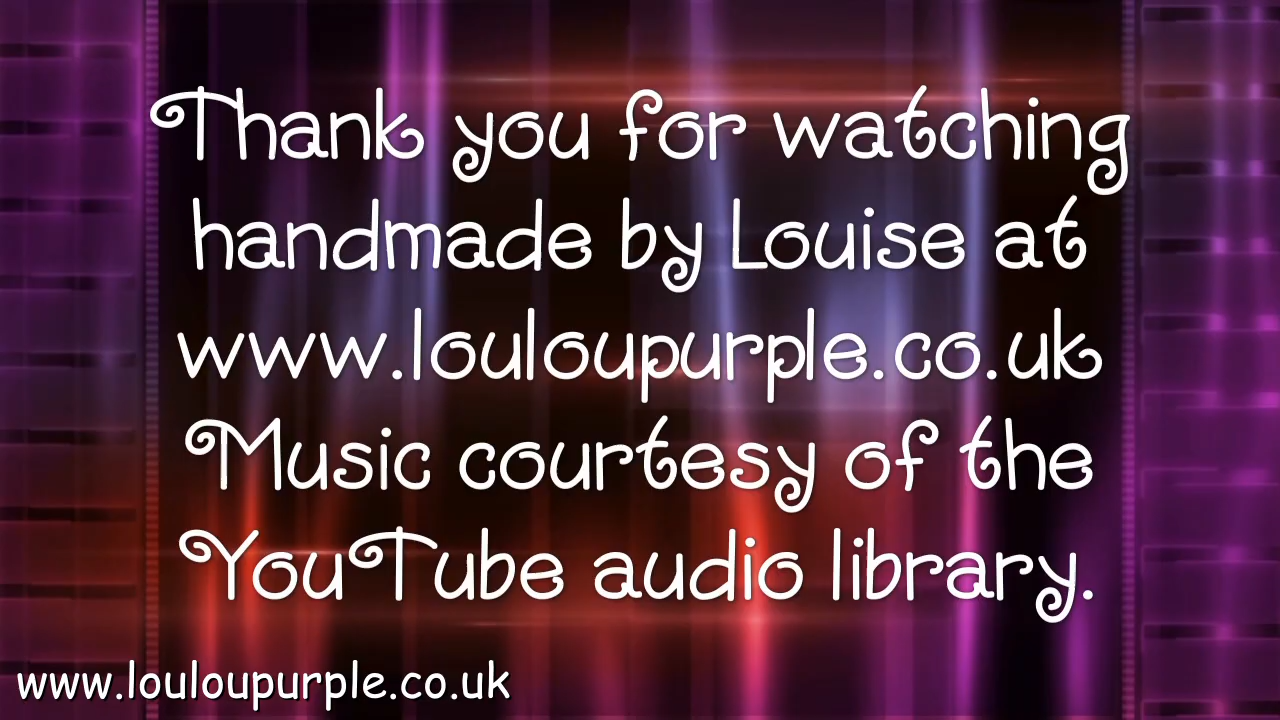 Thank you for watching
handmade by Louise at
www.louloupurple.co.uk
Music courtesy of the
YouTube audio library.
www.louloupurple.co.uk